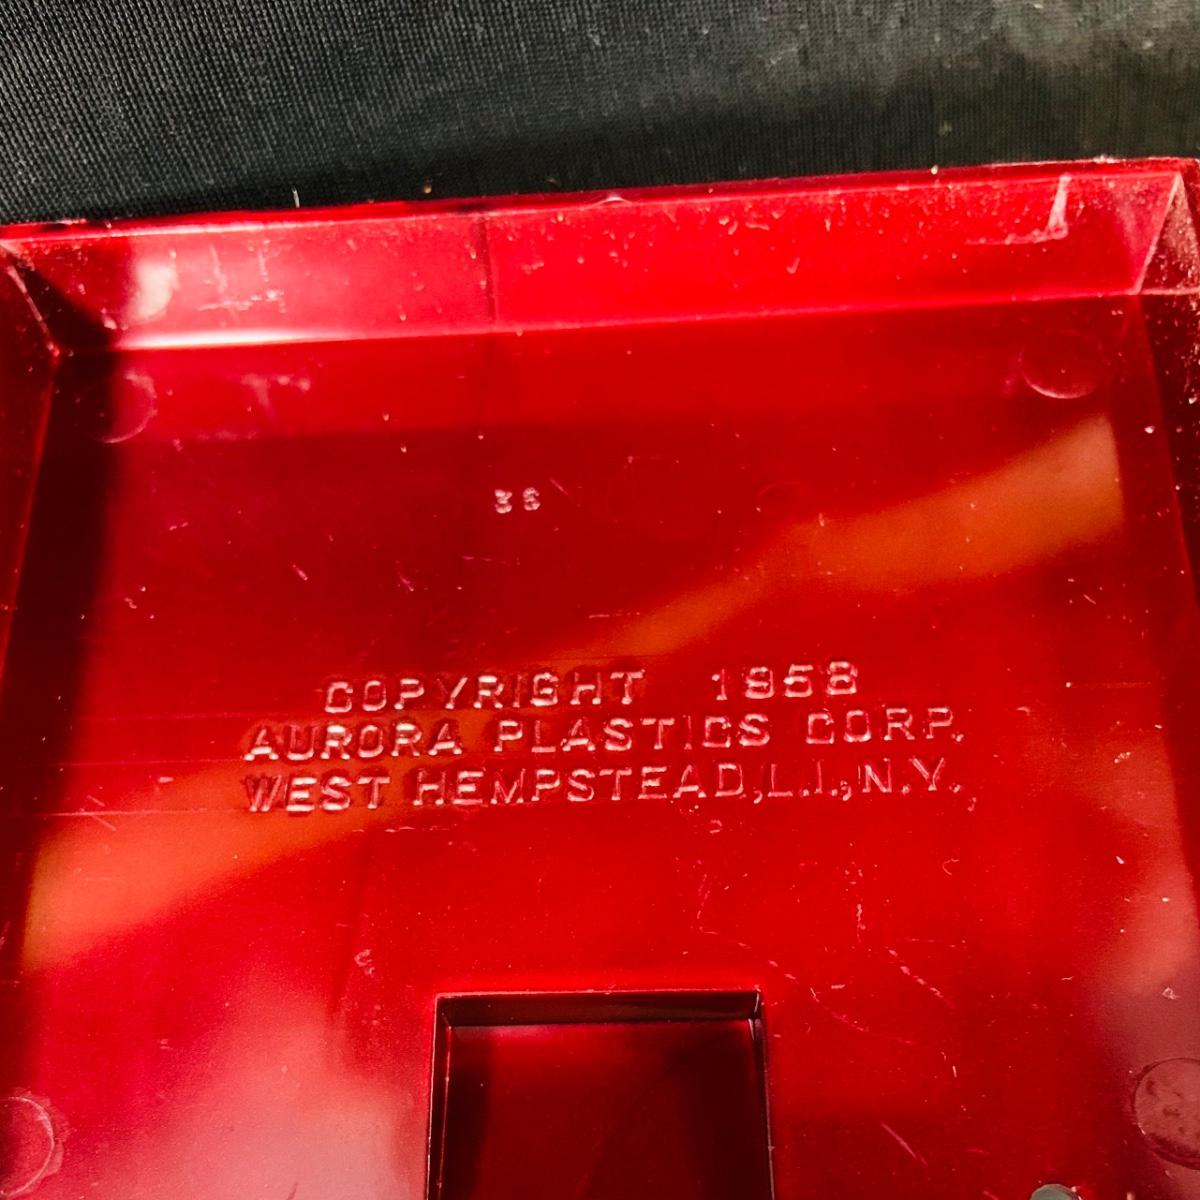 36
COPYRIGHT 1958
AURORA PLASTICS CORP.
WEST HEMPSTEAD, L.I., N.Y.